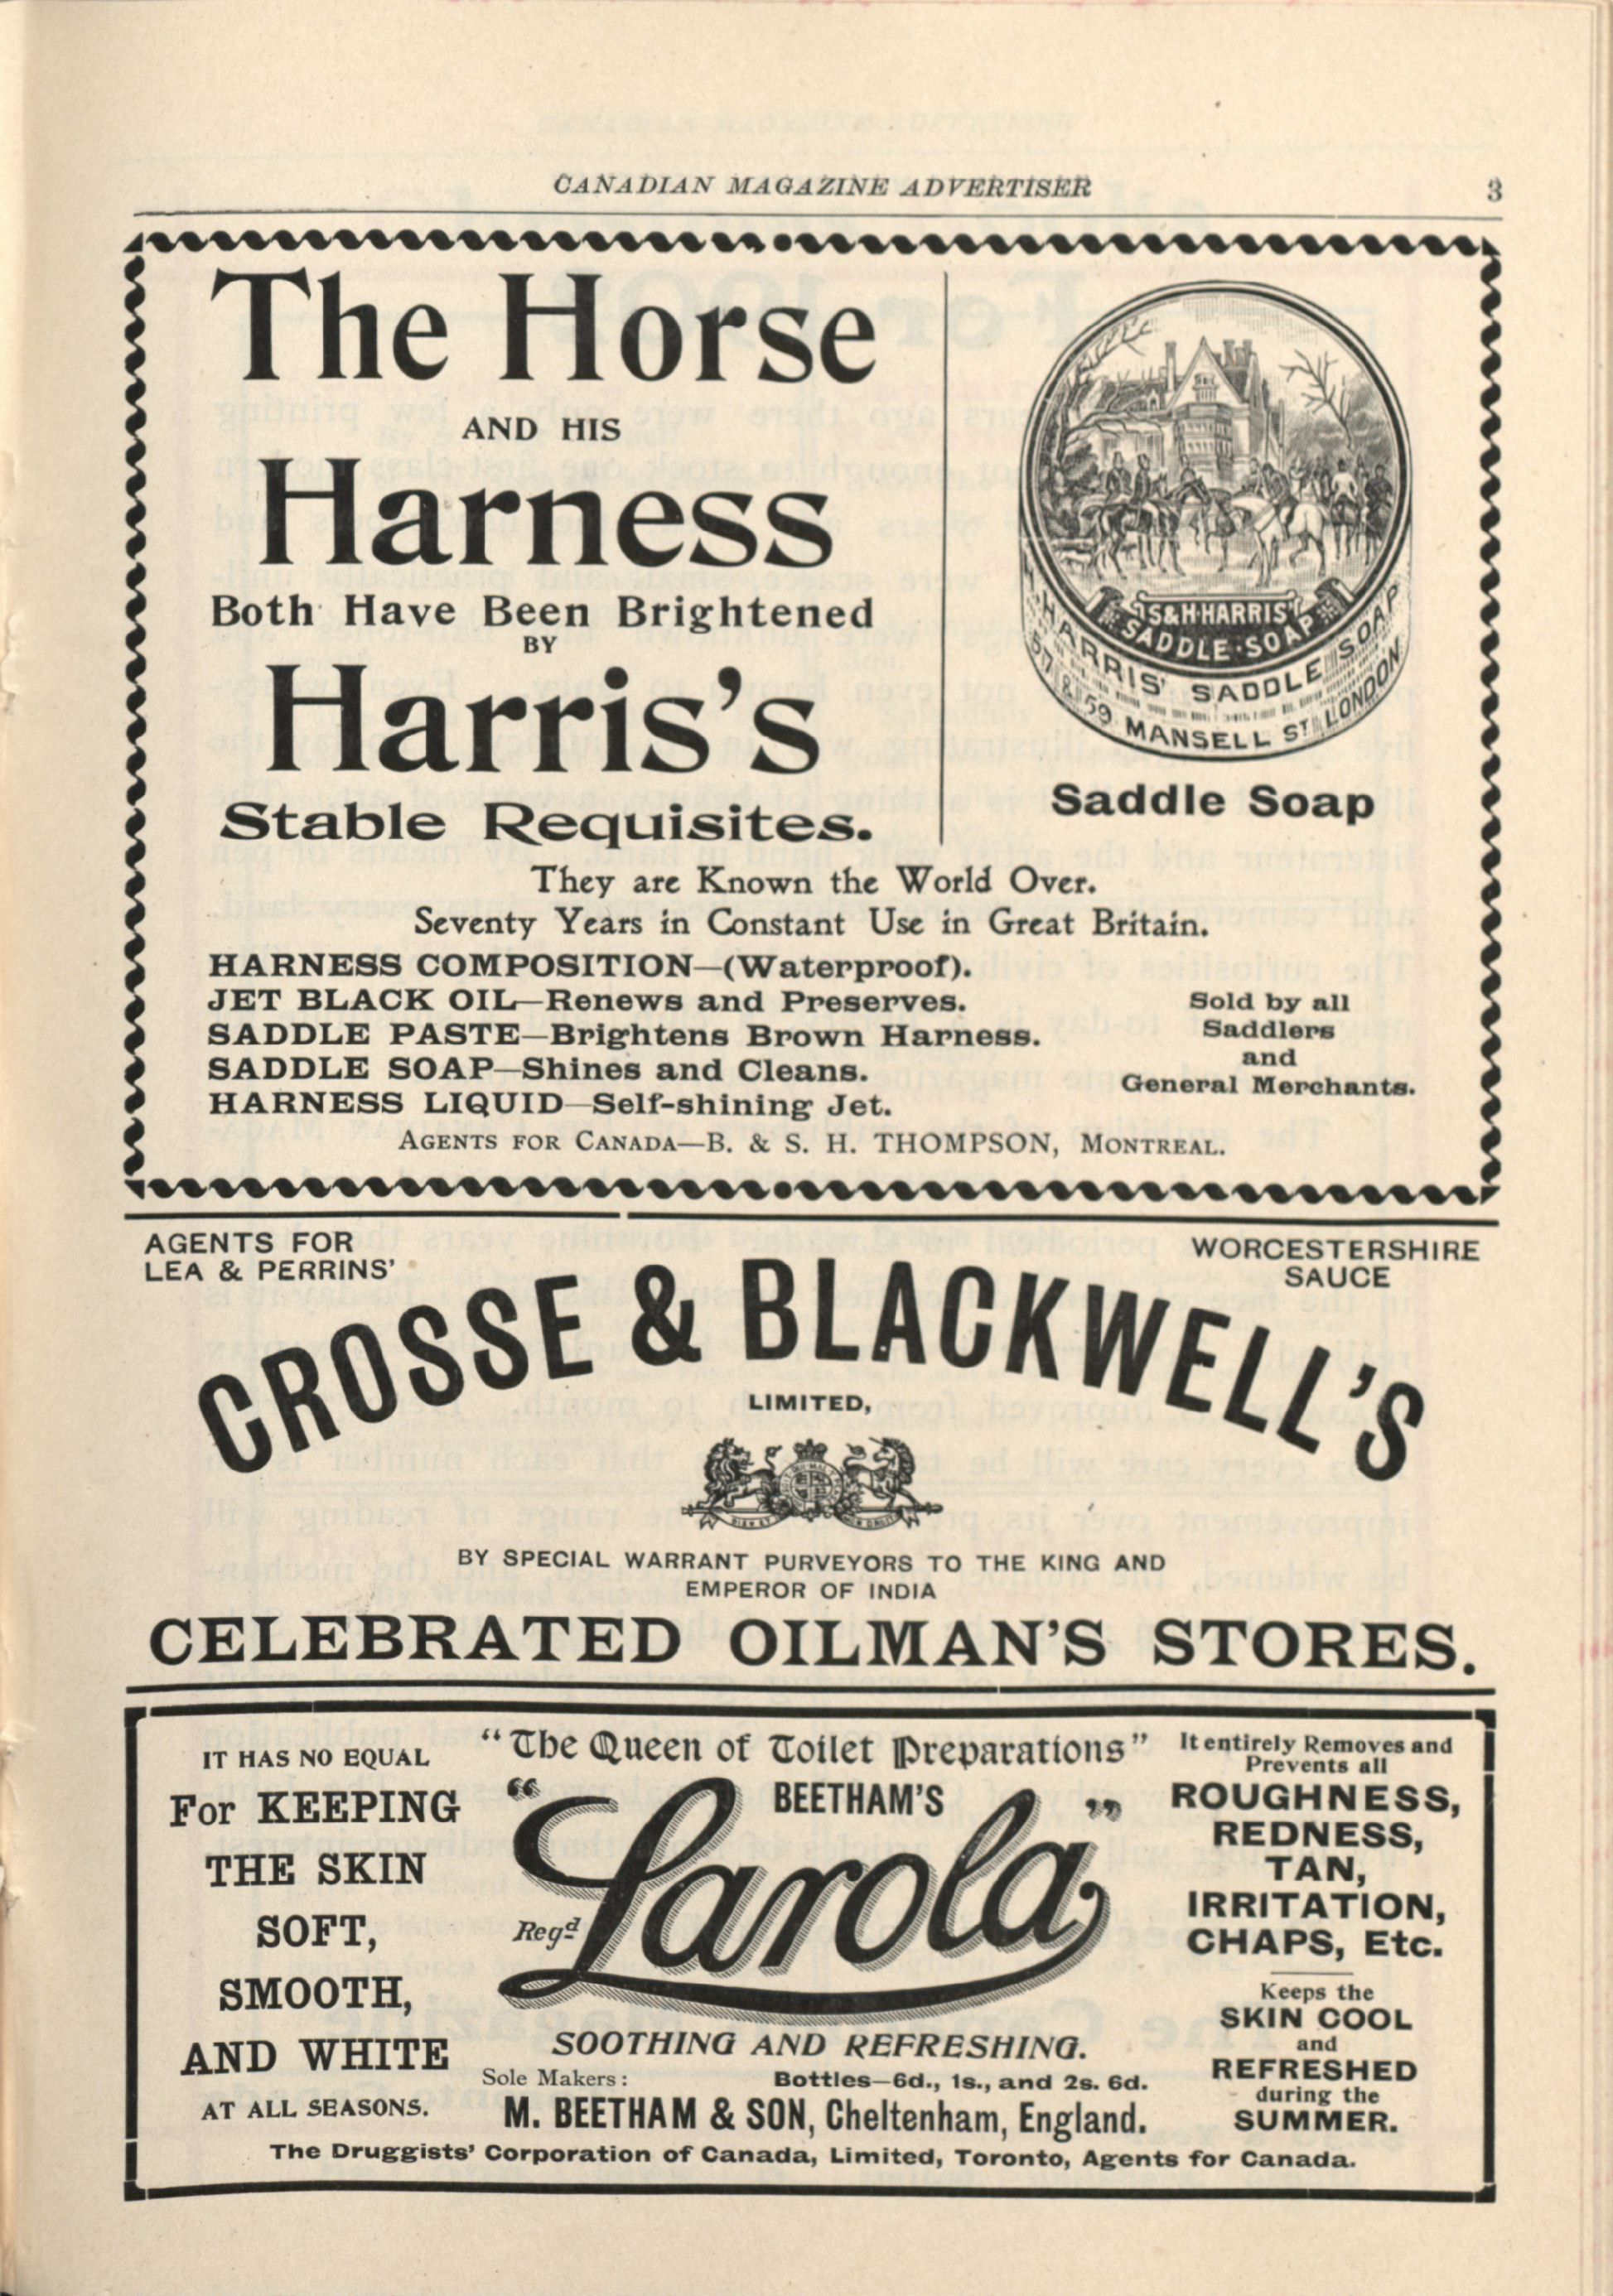 CANADIAN MAGAZINE ADVERTISER 3
The Horse
AND HIS
Harness
Both Have Been Brightened
BY
Harris's
Stable Requisites.
S&H·HARRIS'
SADDLE·SOAP
HARRIS' SADDLE SOAP
57 & 59 MANSELL ST. LONDON
Saddle Soap
They are Known the World Over.
Seventy Years in Constant Use in Great Britain.
HARNESS COMPOSITION—(Waterproof).
JET BLACK OIL—Renews and Preserves.
SADDLE PASTE—Brightens Brown Harness.
SADDLE SOAP—Shines and Cleans.
HARNESS LIQUID—Self-shining Jet.
Sold by all
Saddlers
and
General Merchants.
AGENTS FOR CANADA—B. & S. H. THOMPSON, MONTREAL.
AGENTS FOR
LEA & PERRINS'
WORCESTERSHIRE
SAUCE
CROSSE & BLACKWELL'S
LIMITED,
BY SPECIAL WARRANT PURVEYORS TO THE KING AND
EMPEROR OF INDIA
CELEBRATED OILMAN'S STORES.
IT HAS NO EQUAL
For KEEPING
THE SKIN
SOFT,
SMOOTH,
AND WHITE
AT ALL SEASONS.
"The Queen of Toilet Preparations"
BEETHAM'S
"Larola"
Regd
SOOTHING AND REFRESHING.
Sole Makers: Bottles—6d., 1s., and 2s. 6d.
M. BEETHAM & SON, Cheltenham, England.
It entirely Removes and
Prevents all
ROUGHNESS,
REDNESS,
TAN,
IRRITATION,
CHAPS, Etc.
Keeps the
SKIN COOL
and
REFRESHED
during the
SUMMER.
The Druggists' Corporation of Canada, Limited, Toronto, Agents for Canada.